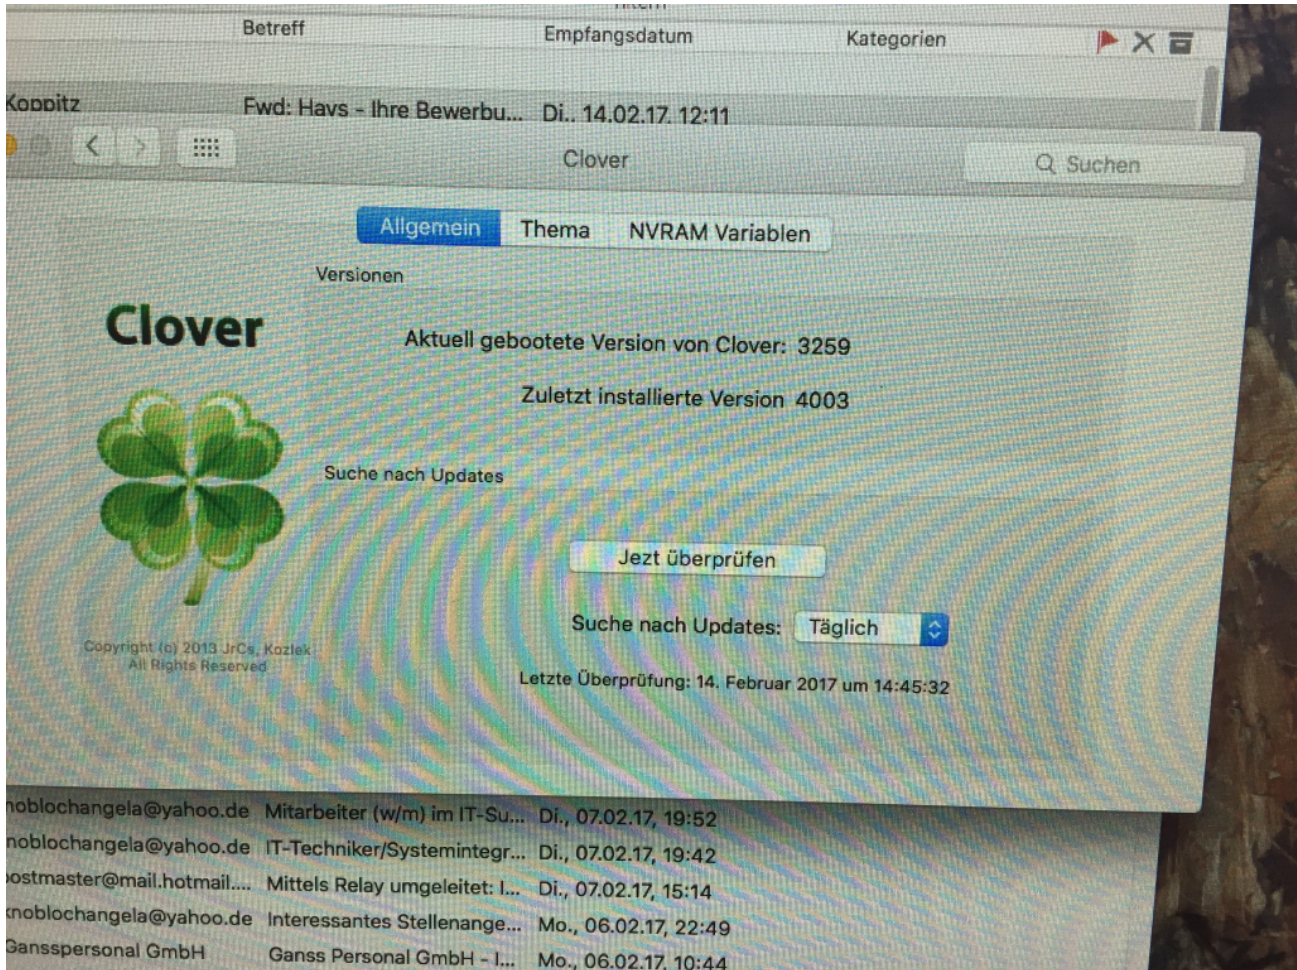 Betreff Empfangsdatum Kategorien
Koppitz Fwd: Havs - Ihre Bewerbu... Di.. 14.02.17, 12:11
Clover Suchen
Allgemein Thema NVRAM Variablen
Versionen
Clover
Aktuell gebootete Version von Clover: 3259
Zuletzt installierte Version 4003
Suche nach Updates
Jezt überprüfen
Suche nach Updates: Täglich
Copyright (c) 2013 JrCs, Kozlek
All Rights Reserved
Letzte Überprüfung: 14. Februar 2017 um 14:45:32
noblochangela@yahoo.de Mitarbeiter (w/m) im IT-Su... Di., 07.02.17, 19:52
noblochangela@yahoo.de IT-Techniker/Systemintegr... Di., 07.02.17, 19:42
postmaster@mail.hotmail.... Mittels Relay umgeleitet: I... Di., 07.02.17, 15:14
knoblochangela@yahoo.de Interessantes Stellenange... Mo., 06.02.17, 22:49
Gansspersonal GmbH Ganss Personal GmbH - I... Mo., 06.02.17, 10:44